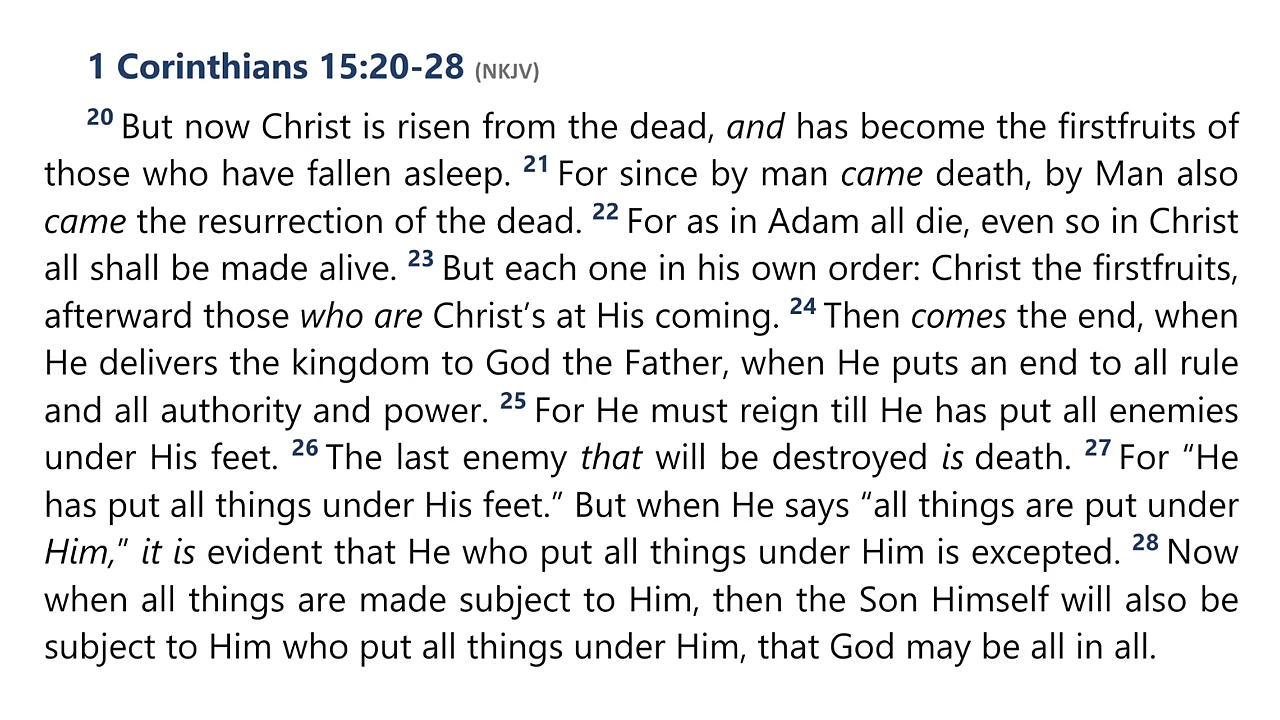 1 Corinthians 15:20-28 (NKJV)
20 But now Christ is risen from the dead, and has become the firstfruits of
those who have fallen asleep. 21 For since by man came death, by Man also
came the resurrection of the dead. 22 For as in Adam all die, even so in Christ
all shall be made alive. 23 But each one in his own order: Christ the firstfruits,
afterward those who are Christ’s at His coming. 24 Then comes the end, when
He delivers the kingdom to God the Father, when He puts an end to all rule
and all authority and power. 25 For He must reign till He has put all enemies
under His feet. 26 The last enemy that will be destroyed is death. 27 For “He
has put all things under His feet.” But when He says “all things are put under
Him,” it is evident that He who put all things under Him is excepted. 28 Now
when all things are made subject to Him, then the Son Himself will also be
subject to Him who put all things under Him, that God may be all in all.